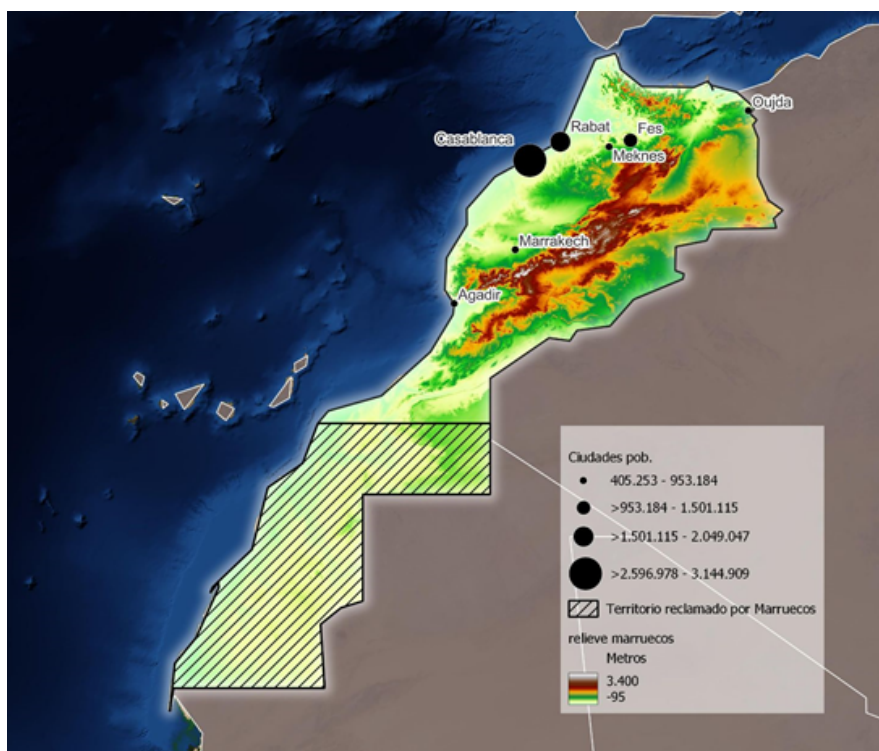 Oujda
Rabat
Fes
Casablanca
Meknes
Marrakech
Agadir
Ciudades pob.
405.253 - 953.184
>953.184 - 1.501.115
>1.501.115 - 2.049.047
>2.596.978 - 3.144.909
Territorio reclamado por Marruecos
relieve marruecos
Metros
3.400
-95